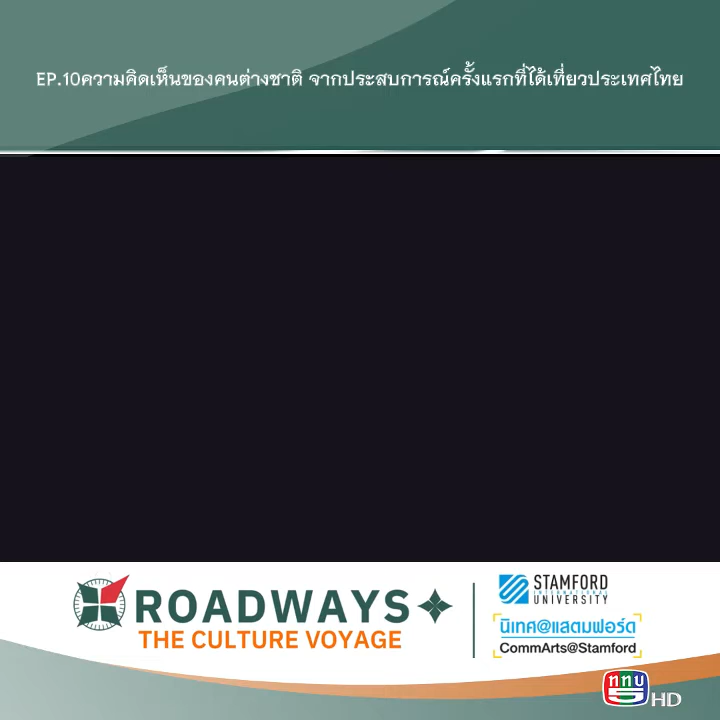 EP.10ความคิดเห็นของคนต่างชาติ จากประสบการณ์ครั้งแรกที่ได้เที่ยวประเทศไทย
ROADWAYS
THE CULTURE VOYAGE
STAMFORD
INTERNATIONAL
UNIVERSITY
นิเทศ@แสตมฟอร์ด
CommArts@Stamford
ททบ
5
HD